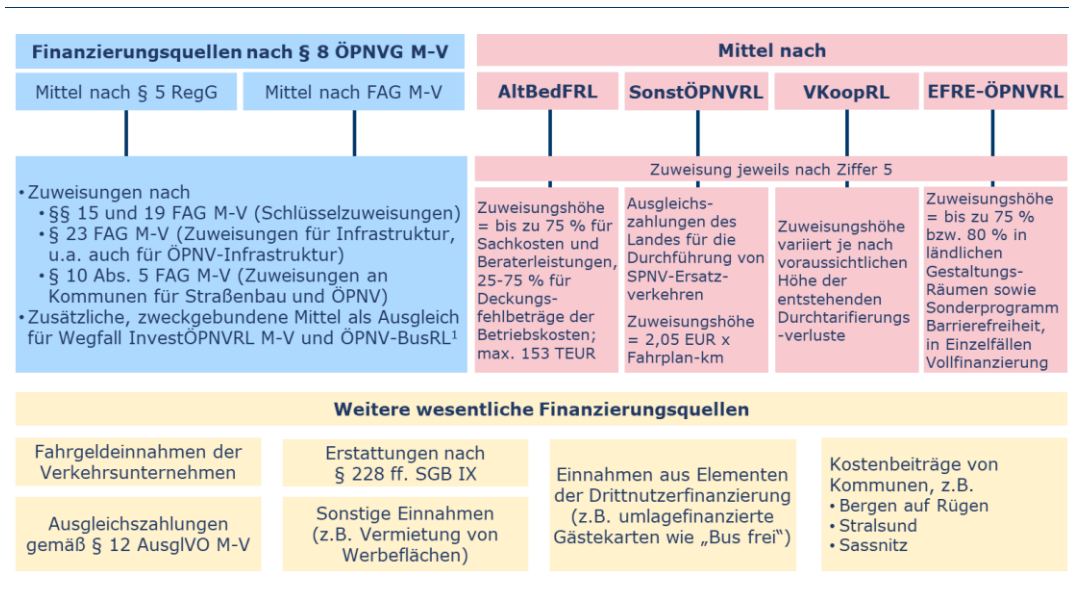 Finanzierungsquellen nach § 8 ÖPNVG M-V
Mittel nach § 5 RegG
Mittel nach FAG M-V
• Zuweisungen nach
• §§ 15 und 19 FAG M-V (Schlüsselzuweisungen)
• § 23 FAG M-V (Zuweisungen für Infrastruktur,
u.a. auch für ÖPNV-Infrastruktur)
• § 10 Abs. 5 FAG M-V (Zuweisungen an
Kommunen für Straßenbau und ÖPNV)
• Zusätzliche, zweckgebundene Mittel als Ausgleich
für Wegfall InvestÖPNVRL M-V und ÖPNV-BusRL¹
Mittel nach
AltBedFRL
SonstÖPNVRL
VKoopRL
EFRE-ÖPNVRL
Zuweisung jeweils nach Ziffer 5
Zuweisungshöhe
= bis zu 75 % für
Sachkosten und
Beraterleistungen,
25-75 % für
Deckungs-
fehlbeträge der
Betriebskosten;
max. 153 TEUR
Ausgleichs-
zahlungen des
Landes für die
Durchführung von
SPNV-Ersatz-
verkehren
Zuweisungshöhe
= 2,05 EUR x
Fahrplan-km
Zuweisungshöhe
variiert je nach
voraussichtlichen
Höhe der
entstehenden
Durchtarifierungs
-verluste
Zuweisungshöhe
= bis zu 75 %
bzw. 80 % in
ländlichen
Gestaltungs-
Räumen sowie
Sonderprogramm
Barrierefreiheit,
in Einzelfällen
Vollfinanzierung
Weitere wesentliche Finanzierungsquellen
Fahrgeldeinnahmen der
Verkehrsunternehmen
Ausgleichszahlungen
gemäß § 12 AusglVO M-V
Erstattungen nach
§ 228 ff. SGB IX
Sonstige Einnahmen
(z.B. Vermietung von
Werbeflächen)
Einnahmen aus Elementen
der Drittnutzerfinanzierung
(z.B. umlagefinanzierte
Gästekarten wie „Bus frei“)
Kostenbeiträge von
Kommunen, z.B.
• Bergen auf Rügen
• Stralsund
• Sassnitz